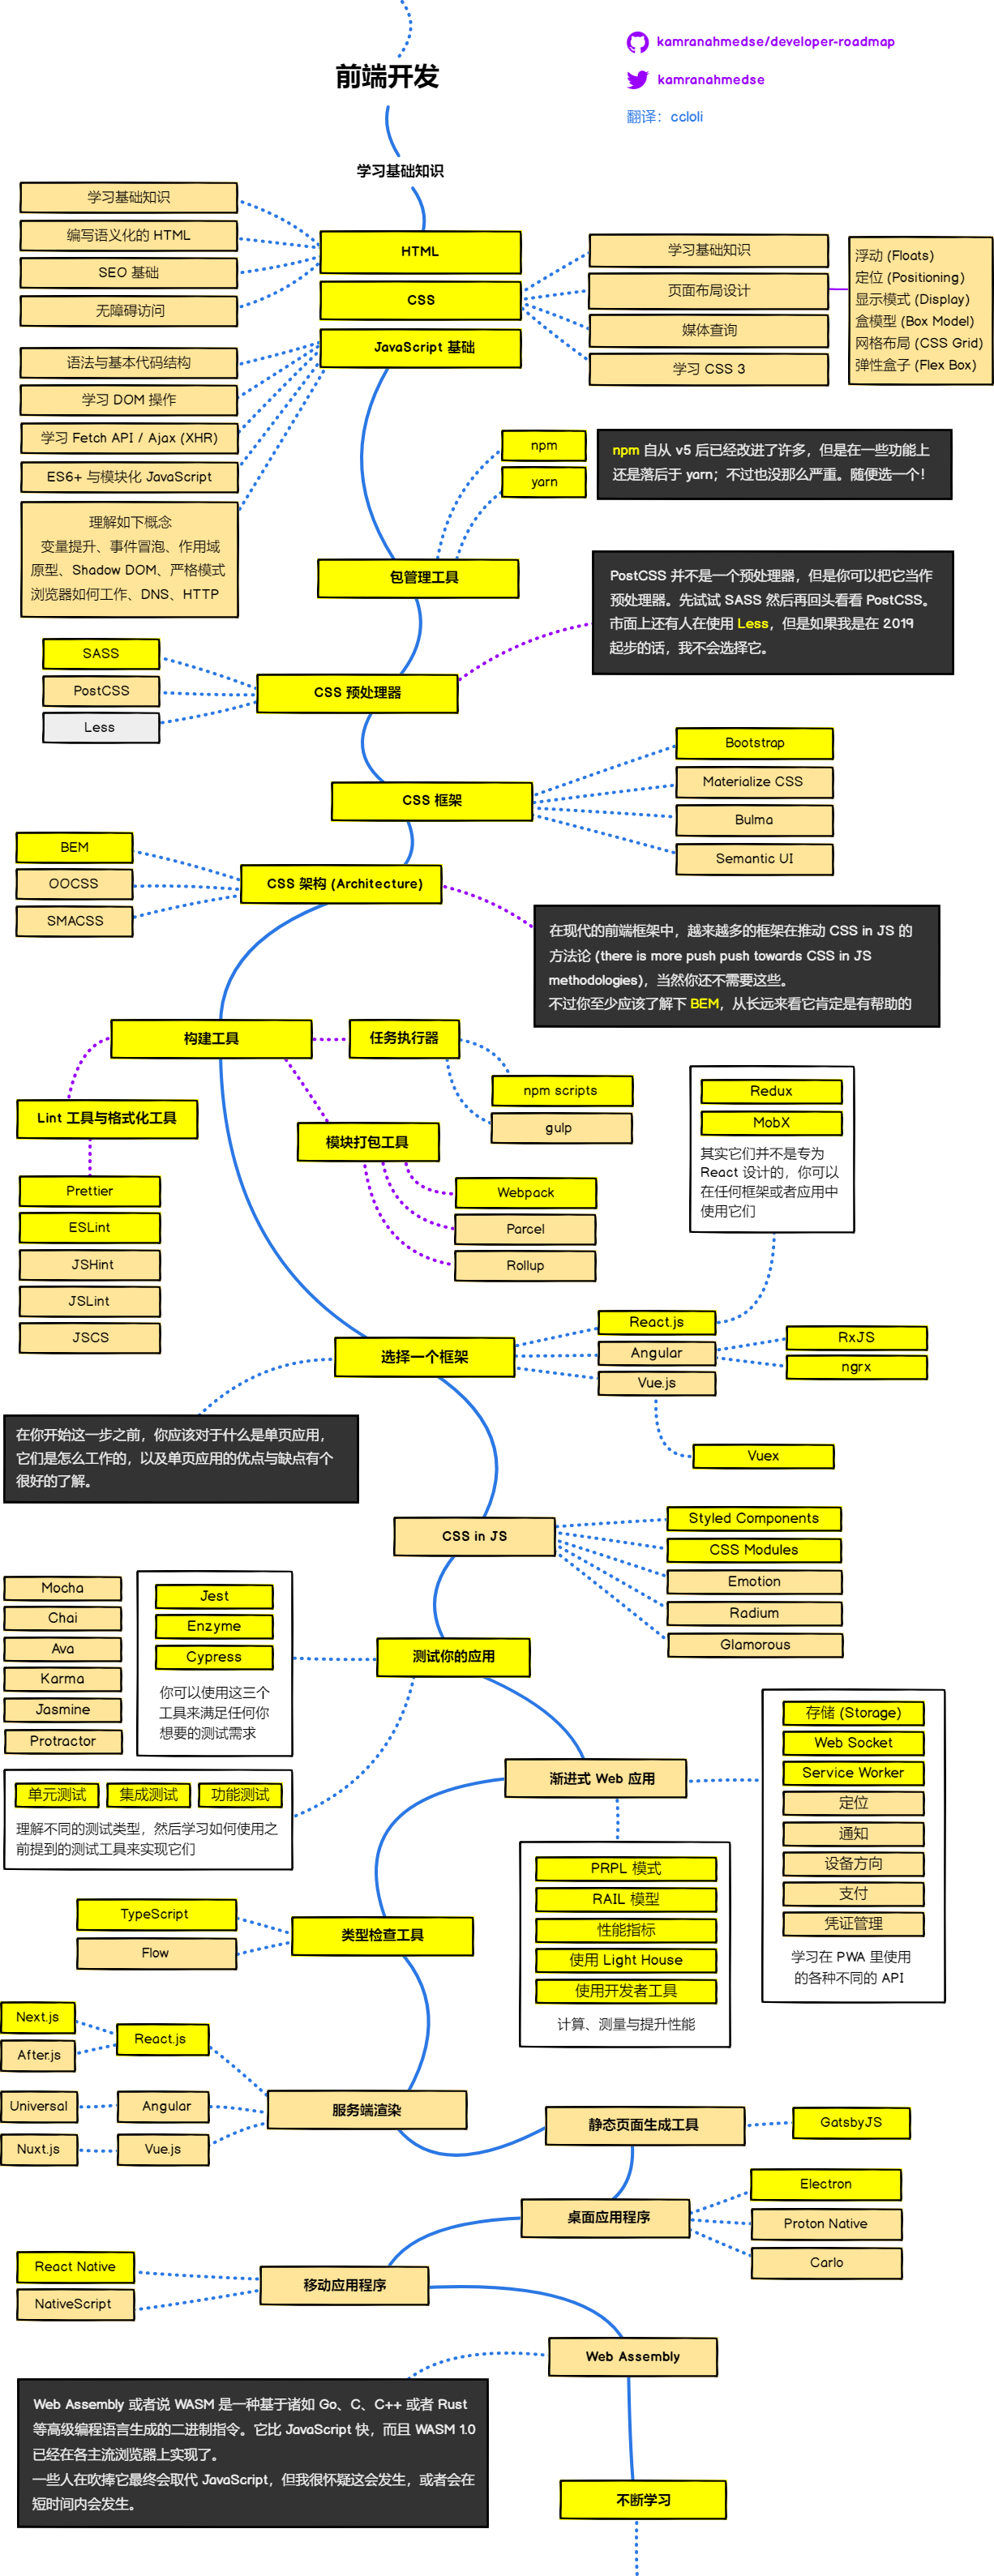 kamranahmedse/developer-roadmap
前端开发
kamranahmedse
翻译：ccloli
学习基础知识
学习基础知识
编写语义化的 HTML
SEO 基础
无障碍访问
HTML
CSS
JavaScript 基础
学习基础知识
页面布局设计
媒体查询
学习 CSS 3
浮动 (Floats)
定位 (Positioning)
显示模式 (Display)
盒模型 (Box Model)
网格布局 (CSS Grid)
弹性盒子 (Flex Box)
语法与基本代码结构
学习 DOM 操作
学习 Fetch API / Ajax (XHR)
ES6+ 与模块化 JavaScript
理解如下概念
变量提升、事件冒泡、作用域
原型、Shadow DOM、严格模式
浏览器如何工作、DNS、HTTP
npm
yarn
npm 自从 v5 后已经改进了许多，但是在一些功能上
还是落后于 yarn；不过也没那么严重。随便选一个！
包管理工具
PostCSS 并不是一个预处理器，但是你可以把它当作
预处理器。先试试 SASS 然后再回头看看 PostCSS。
市面上还有人在使用 Less，但是如果我是在 2019
起步的话，我不会选择它。
SASS
PostCSS
Less
CSS 预处理器
CSS 框架
Bootstrap
Materialize CSS
Bulma
Semantic UI
BEM
OOCSS
SMACSS
CSS 架构 (Architecture)
在现代的前端框架中，越来越多的框架在推动 CSS in JS 的
方法论 (there is more push push towards CSS in JS
methodologies)，当然你还不需要这些。
不过你至少应该了解下 BEM，从长远来看它肯定是有帮助的
构建工具
任务执行器
npm scripts
gulp
Lint 工具与格式化工具
模块打包工具
Prettier
ESLint
JSHint
JSLint
JSCS
Webpack
Parcel
Rollup
Redux
MobX
其实它们并不是专为
React 设计的，你可以
在任何框架或者应用中
使用它们
选择一个框架
React.js
Angular
Vue.js
RxJS
ngrx
Vuex
在你开始这一步之前，你应该对于什么是单页应用，
它们是怎么工作的，以及单页应用的优点与缺点有个
很好的了解。
CSS in JS
Styled Components
CSS Modules
Emotion
Radium
Glamorous
Mocha
Chai
Ava
Karma
Jasmine
Protractor
Jest
Enzyme
Cypress
你可以使用这三个
工具来满足任何你
想要的测试需求
测试你的应用
单元测试 集成测试 功能测试
理解不同的测试类型，然后学习如何使用之
前提到的测试工具来实现它们
渐进式 Web 应用
存储 (Storage)
Web Socket
Service Worker
定位
通知
设备方向
支付
凭证管理
学习在 PWA 里使用
的各种不同的 API
PRPL 模式
RAIL 模型
性能指标
使用 Light House
使用开发者工具
计算、测量与提升性能
TypeScript
Flow
类型检查工具
Next.js
After.js
React.js
Universal
Angular
Nuxt.js
Vue.js
服务端渲染
静态页面生成工具
GatsbyJS
桌面应用程序
Electron
Proton Native
Carlo
React Native
NativeScript
移动应用程序
Web Assembly
Web Assembly 或者说 WASM 是一种基于诸如 Go、C、C++ 或者 Rust
等高级编程语言生成的二进制指令。它比 JavaScript 快，而且 WASM 1.0
已经在各主流浏览器上实现了。
一些人在吹捧它最终会取代 JavaScript，但我很怀疑这会发生，或者会在
短时间内会发生。
不断学习